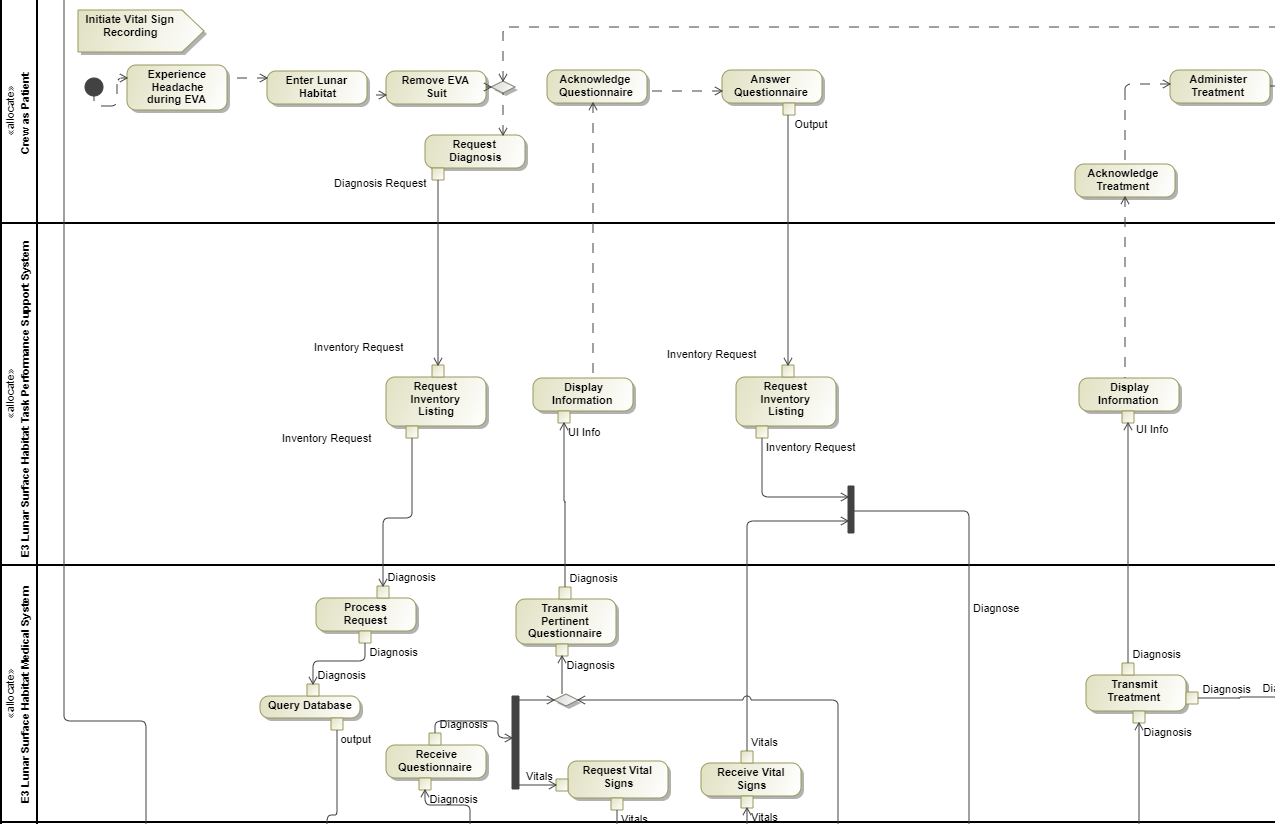 «allocate»
Crew as Patient
Initiate Vital Sign
Recording
Experience
Headache
during EVA
Enter Lunar
Habitat
Remove EVA
Suit
Acknowledge
Questionnaire
Answer
Questionnaire
Output
Administer
Treatment
Request
Diagnosis
Diagnosis Request
Acknowledge
Treatment
«allocate»
E3 Lunar Surface Habitat Task Performance Support System
Inventory Request
Request
Inventory
Listing
Inventory Request
Display
Information
UI Info
Inventory Request
Request
Inventory
Listing
Inventory Request
Display
Information
UI Info
«allocate»
E3 Lunar Surface Habitat Medical System
Diagnosis
Process
Request
Diagnosis
Diagnosis
Query Database
output
Diagnosis
Transmit
Pertinent
Questionnaire
Diagnosis
Diagnosis
Receive
Questionnaire
Diagnosis
Vitals
Request Vital
Signs
Vitals
Vitals
Receive Vital
Signs
Vitals
Diagnose
Diagnosis
Transmit
Treatment
Diagnosis
Diagnosis